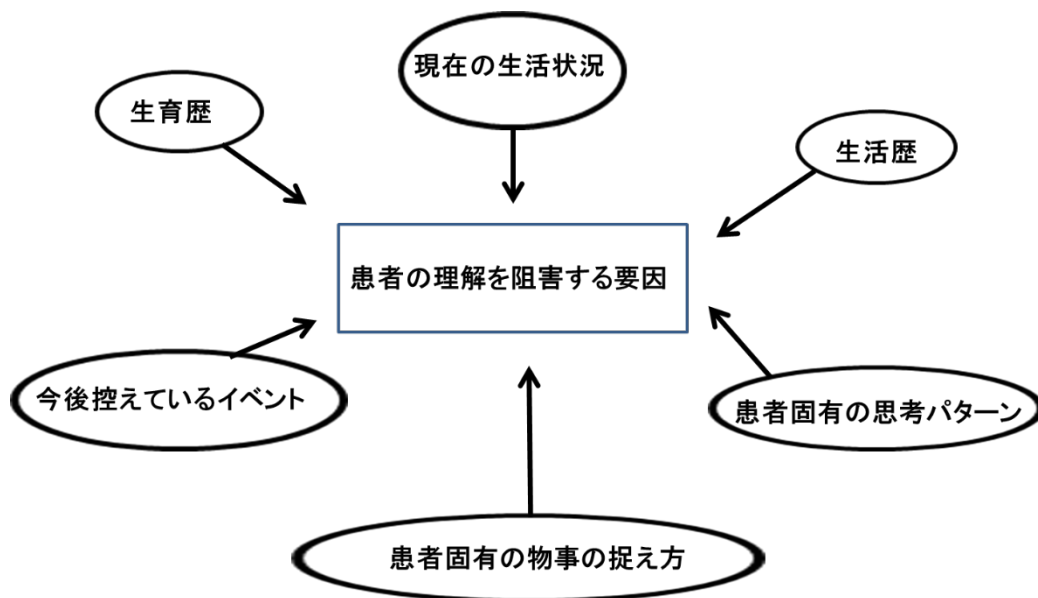 現在の生活状況
生育歴
生活歴
患者の理解を阻害する要因
今後控えているイベント
患者固有の思考パターン
患者固有の物事の捉え方